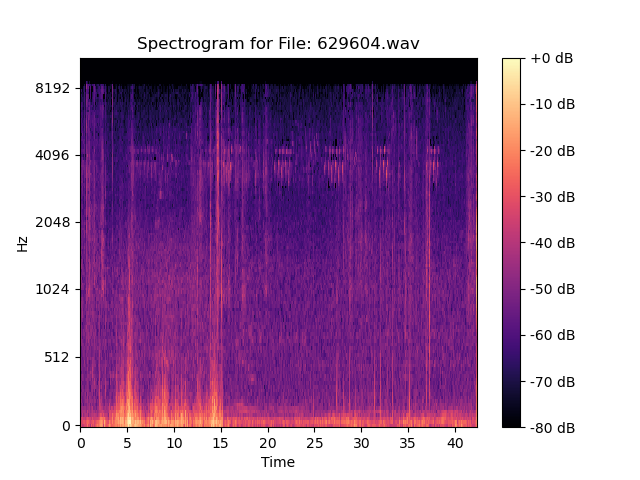 Spectrogram for File: 629604.wav
8192
4096
2048
1024
512
0
Hz
0 5 10 15 20 25 30 35 40
Time
+0 dB
-10 dB
-20 dB
-30 dB
-40 dB
-50 dB
-60 dB
-70 dB
-80 dB